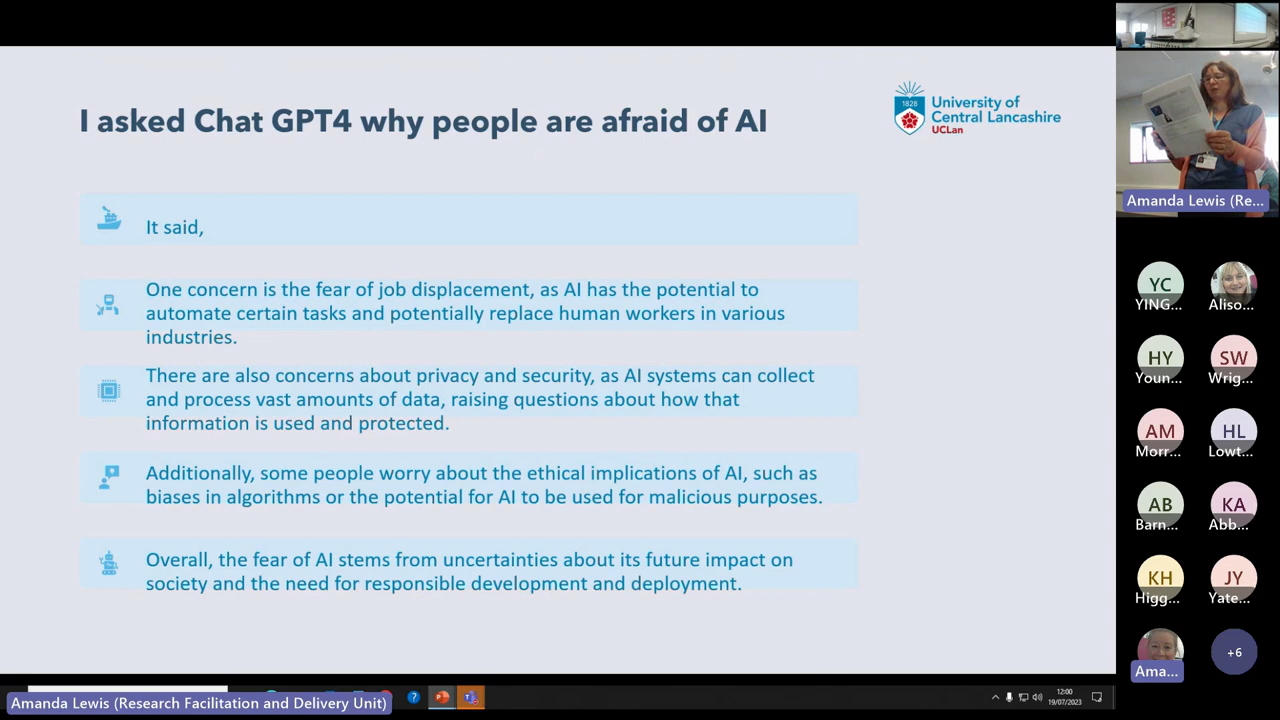 I asked Chat GPT4 why people are afraid of AI
1828
University of
Central Lancashire
UCLan
It said,
One concern is the fear of job displacement, as AI has the potential to
automate certain tasks and potentially replace human workers in various
industries.
There are also concerns about privacy and security, as AI systems can collect
and process vast amounts of data, raising questions about how that
information is used and protected.
Additionally, some people worry about the ethical implications of AI, such as
biases in algorithms or the potential for AI to be used for malicious purposes.
Overall, the fear of AI stems from uncertainties about its future impact on
society and the need for responsible development and deployment.
Amanda Lewis (Re...
YC
YING...
Aliso...
HY
Youn...
SW
Wrig...
AM
Morr...
HL
Lowt...
AB
Barn...
KA
Abb...
KH
Higg...
JY
Yate...
Ama...
+6
Amanda Lewis (Research Facilitation and Delivery Unit)
12:00
19/07/2023